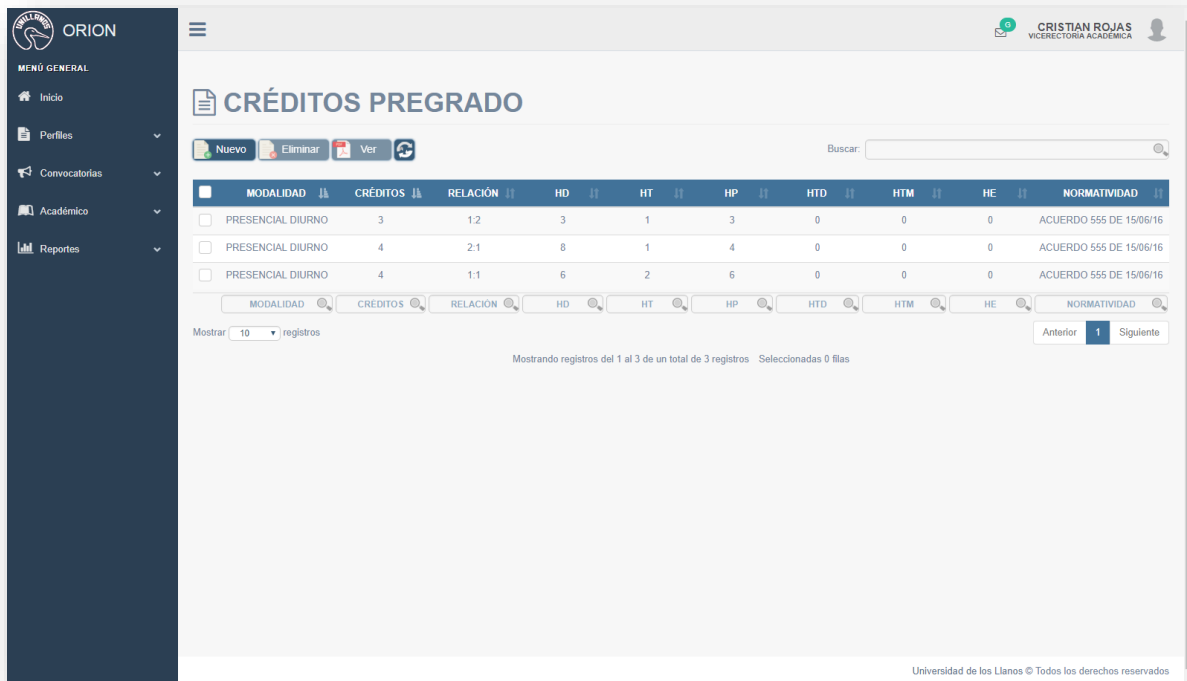 UNILLANOS
ORION
CRISTIAN ROJAS
VICERECTORÍA ACADÉMICA
MENÚ GENERAL
Inicio
Perfiles
Convocatorias
Académico
Reportes
CRÉDITOS PREGRADO
Nuevo Eliminar Ver Buscar:
MODALIDAD CRÉDITOS RELACIÓN HD HT HP HTD HTM HE NORMATIVIDAD
PRESENCIAL DIURNO 3 1:2 3 1 3 0 0 0 ACUERDO 555 DE 15/06/16
PRESENCIAL DIURNO 4 2:1 8 1 4 0 0 0 ACUERDO 555 DE 15/06/16
PRESENCIAL DIURNO 4 1:1 6 2 6 0 0 0 ACUERDO 555 DE 15/06/16
MODALIDAD CRÉDITOS RELACIÓN HD HT HP HTD HTM HE NORMATIVIDAD
Mostrar 10 registros Anterior 1 Siguiente
Mostrando registros del 1 al 3 de un total de 3 registros Seleccionadas 0 filas
Universidad de los Llanos © Todos los derechos reservados